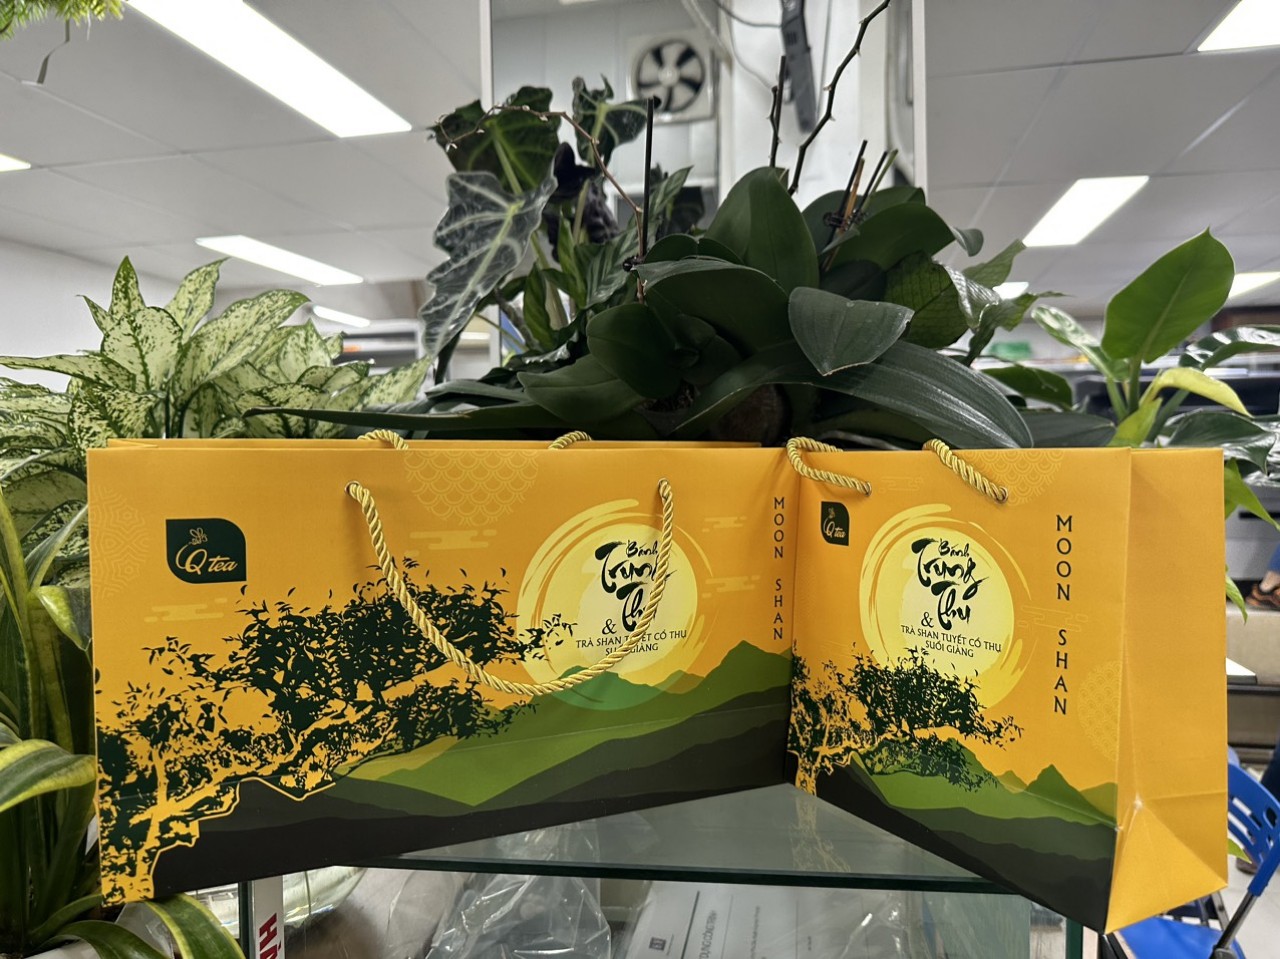 Q tea
Bánh
Trung
Thu
&
TRÀ SHAN TUYẾT CỔ THỤ
SUỐI GIÀNG
MOON SHAN
Q tea
Bánh
Trung
Thu
&
TRÀ SHAN TUYẾT CỔ THỤ
SUỐI GIÀNG
MOON SHAN